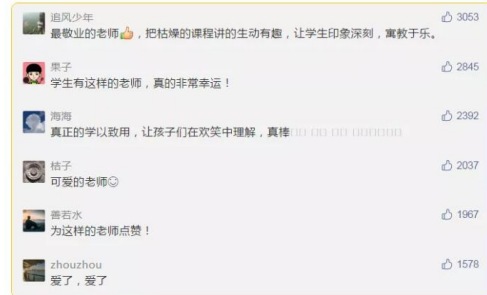 追风少年 3053
最敬业的老师👍，把枯燥的课程讲的生动有趣，让学生印象深刻，寓教于乐。
果子 2845
学生有这样的老师，真的非常幸运！
海海 2392
真正的学以致用，让孩子们在欢笑中理解，真棒
桔子 2037
可爱的老师☺
善若水 1967
为这样的老师点赞！
zhouzhou 1578
爱了，爱了